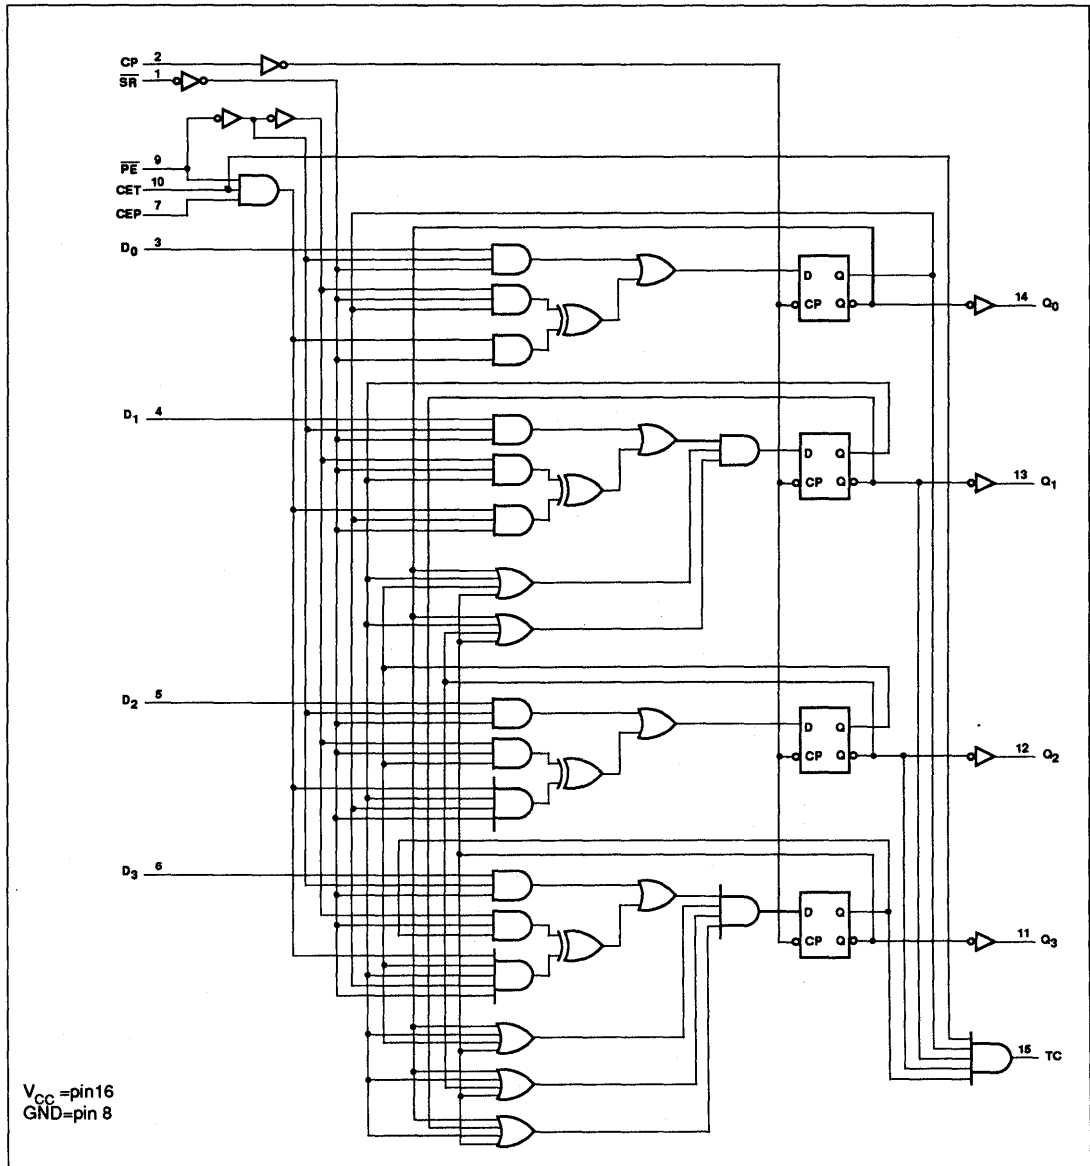 CP 2
SR 1
PE 9
CET 10
CEP 7
D0 3
D Q
CP Q
14 Q0
D1 4
D Q
CP Q
13 Q1
D2 5
D Q
CP Q
12 Q2
D3 6
D Q
CP Q
11 Q3
15 TC
VCC =pin16
GND=pin 8